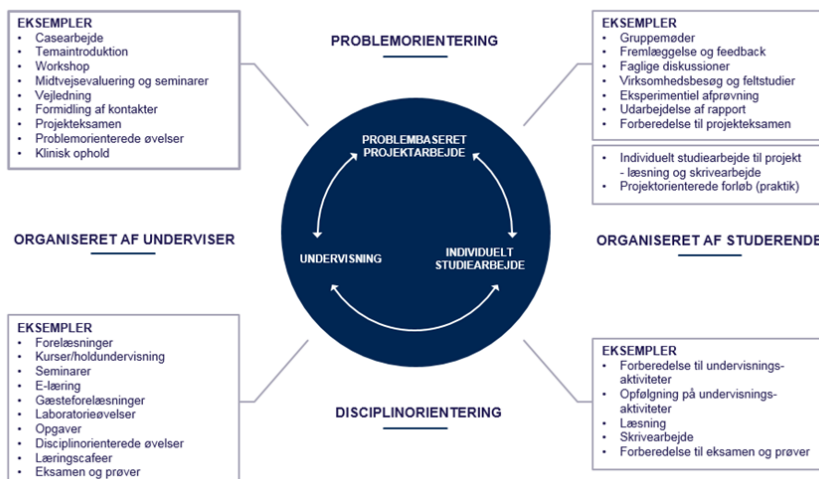 EKSEMPLER
• Casearbejde
• Temaintroduktion
• Workshop
• Midtvejsevaluering og seminarer
• Vejledning
• Formidling af kontakter
• Projekteksamen
• Problemorienterede øvelser
• Klinisk ophold
PROBLEMORIENTERING
EKSEMPLER
• Gruppemøder
• Fremlæggelse og feedback
• Faglige diskussioner
• Virksomhedsbesøg og feltstudier
• Eksperimentiel afprøvning
• Udarbejdelse af rapport
• Forberedelse til projekteksamen
• Individuelt studiearbejde til projekt
- læsning og skrivearbejde
• Projektorienterede forløb (praktik)
PROBLEMBASERET
PROJEKTARBEJDE
ORGANISERET AF UNDERVISER
UNDERVISNING
INDIVIDUELT
STUDIEARBEJDE
ORGANISERET AF STUDERENDE
EKSEMPLER
• Forelæsninger
• Kurser/holdundervisning
• Seminarer
• E-læring
• Gæsteforelæsninger
• Laboratorieøvelser
• Opgaver
• Disciplinorienterede øvelser
• Læringscafeer
• Eksamen og prøver
DISCIPLINORIENTERING
EKSEMPLER
• Forberedelse til undervisnings-
aktiviteter
• Opfølgning på undervisnings-
aktiviteter
• Læsning
• Skrivearbejde
• Forberedelse til eksamen og prøver